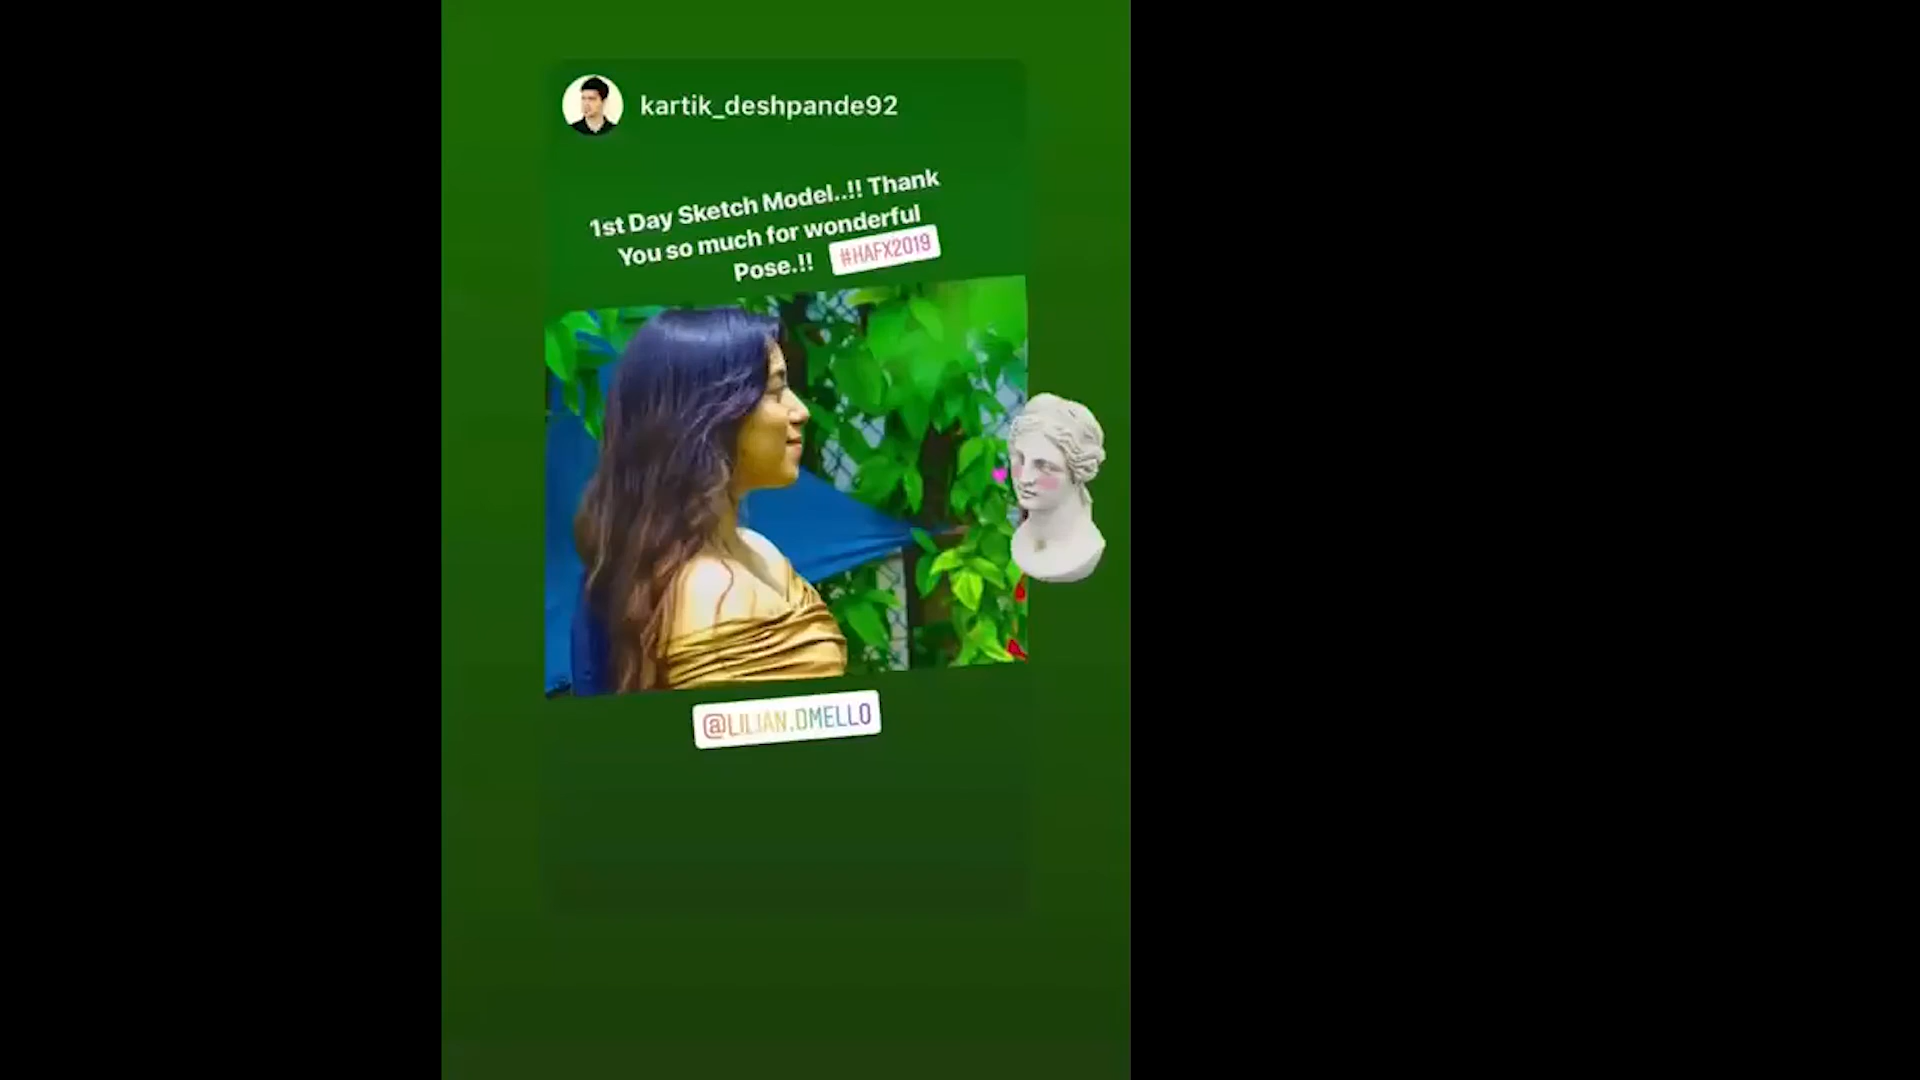 kartik_deshpande92
1st Day Sketch Model..!! Thank
You so much for wonderful
Pose.!! #HAFX2019
@LILIAN.DMELLO